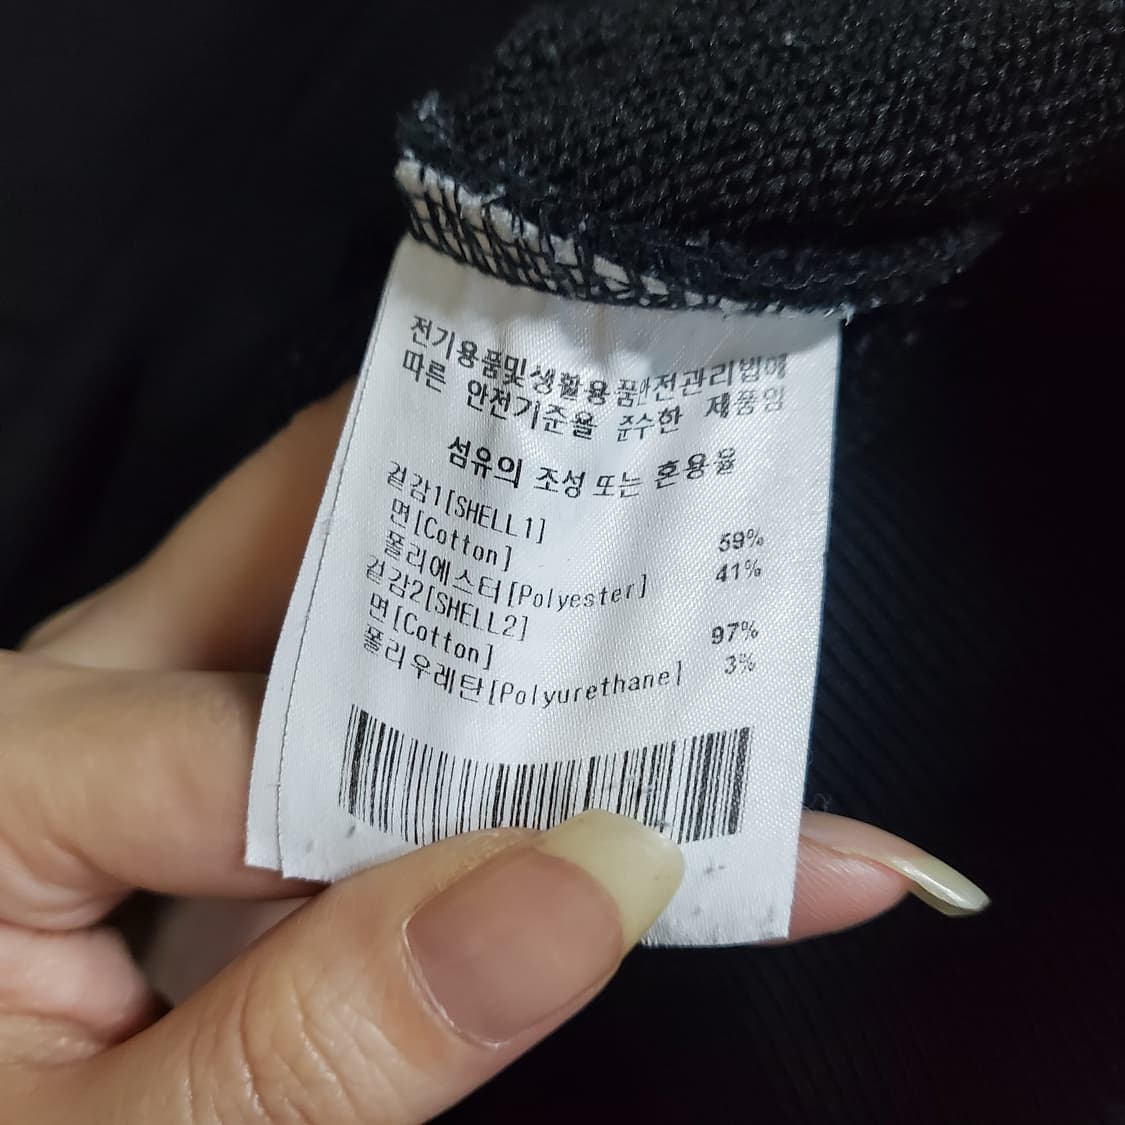 전기용품및생활용품안전관리법에
따른 안전기준을 준수한 제품임
섬유의 조성 또는 혼용율
겉감1[SHELL1]
면[Cotton] 59%
폴리에스터[Polyester] 41%
겉감2[SHELL2]
면[Cotton] 97%
폴리우레탄[Polyurethane] 3%